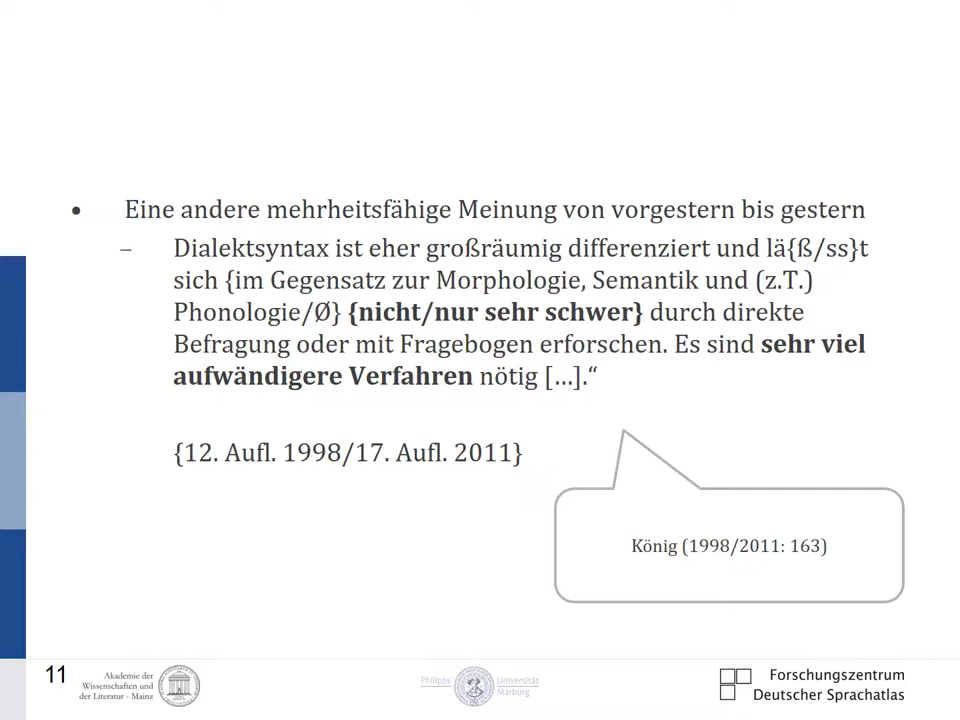 • Eine andere mehrheitsfähige Meinung von vorgestern bis gestern
– Dialektsyntax ist eher großräumig differenziert und lä{ß/ss}t
sich {im Gegensatz zur Morphologie, Semantik und (z.T.)
Phonologie/Ø} {nicht/nur sehr schwer} durch direkte
Befragung oder mit Fragebogen erforschen. Es sind sehr viel
aufwändigere Verfahren nötig […].“
{12. Aufl. 1998/17. Aufl. 2011}
König (1998/2011: 163)
11
Akademie der
Wissenschaften und
der Literatur - Mainz
Philipps Universität
Marburg
Forschungszentrum
Deutscher Sprachatlas